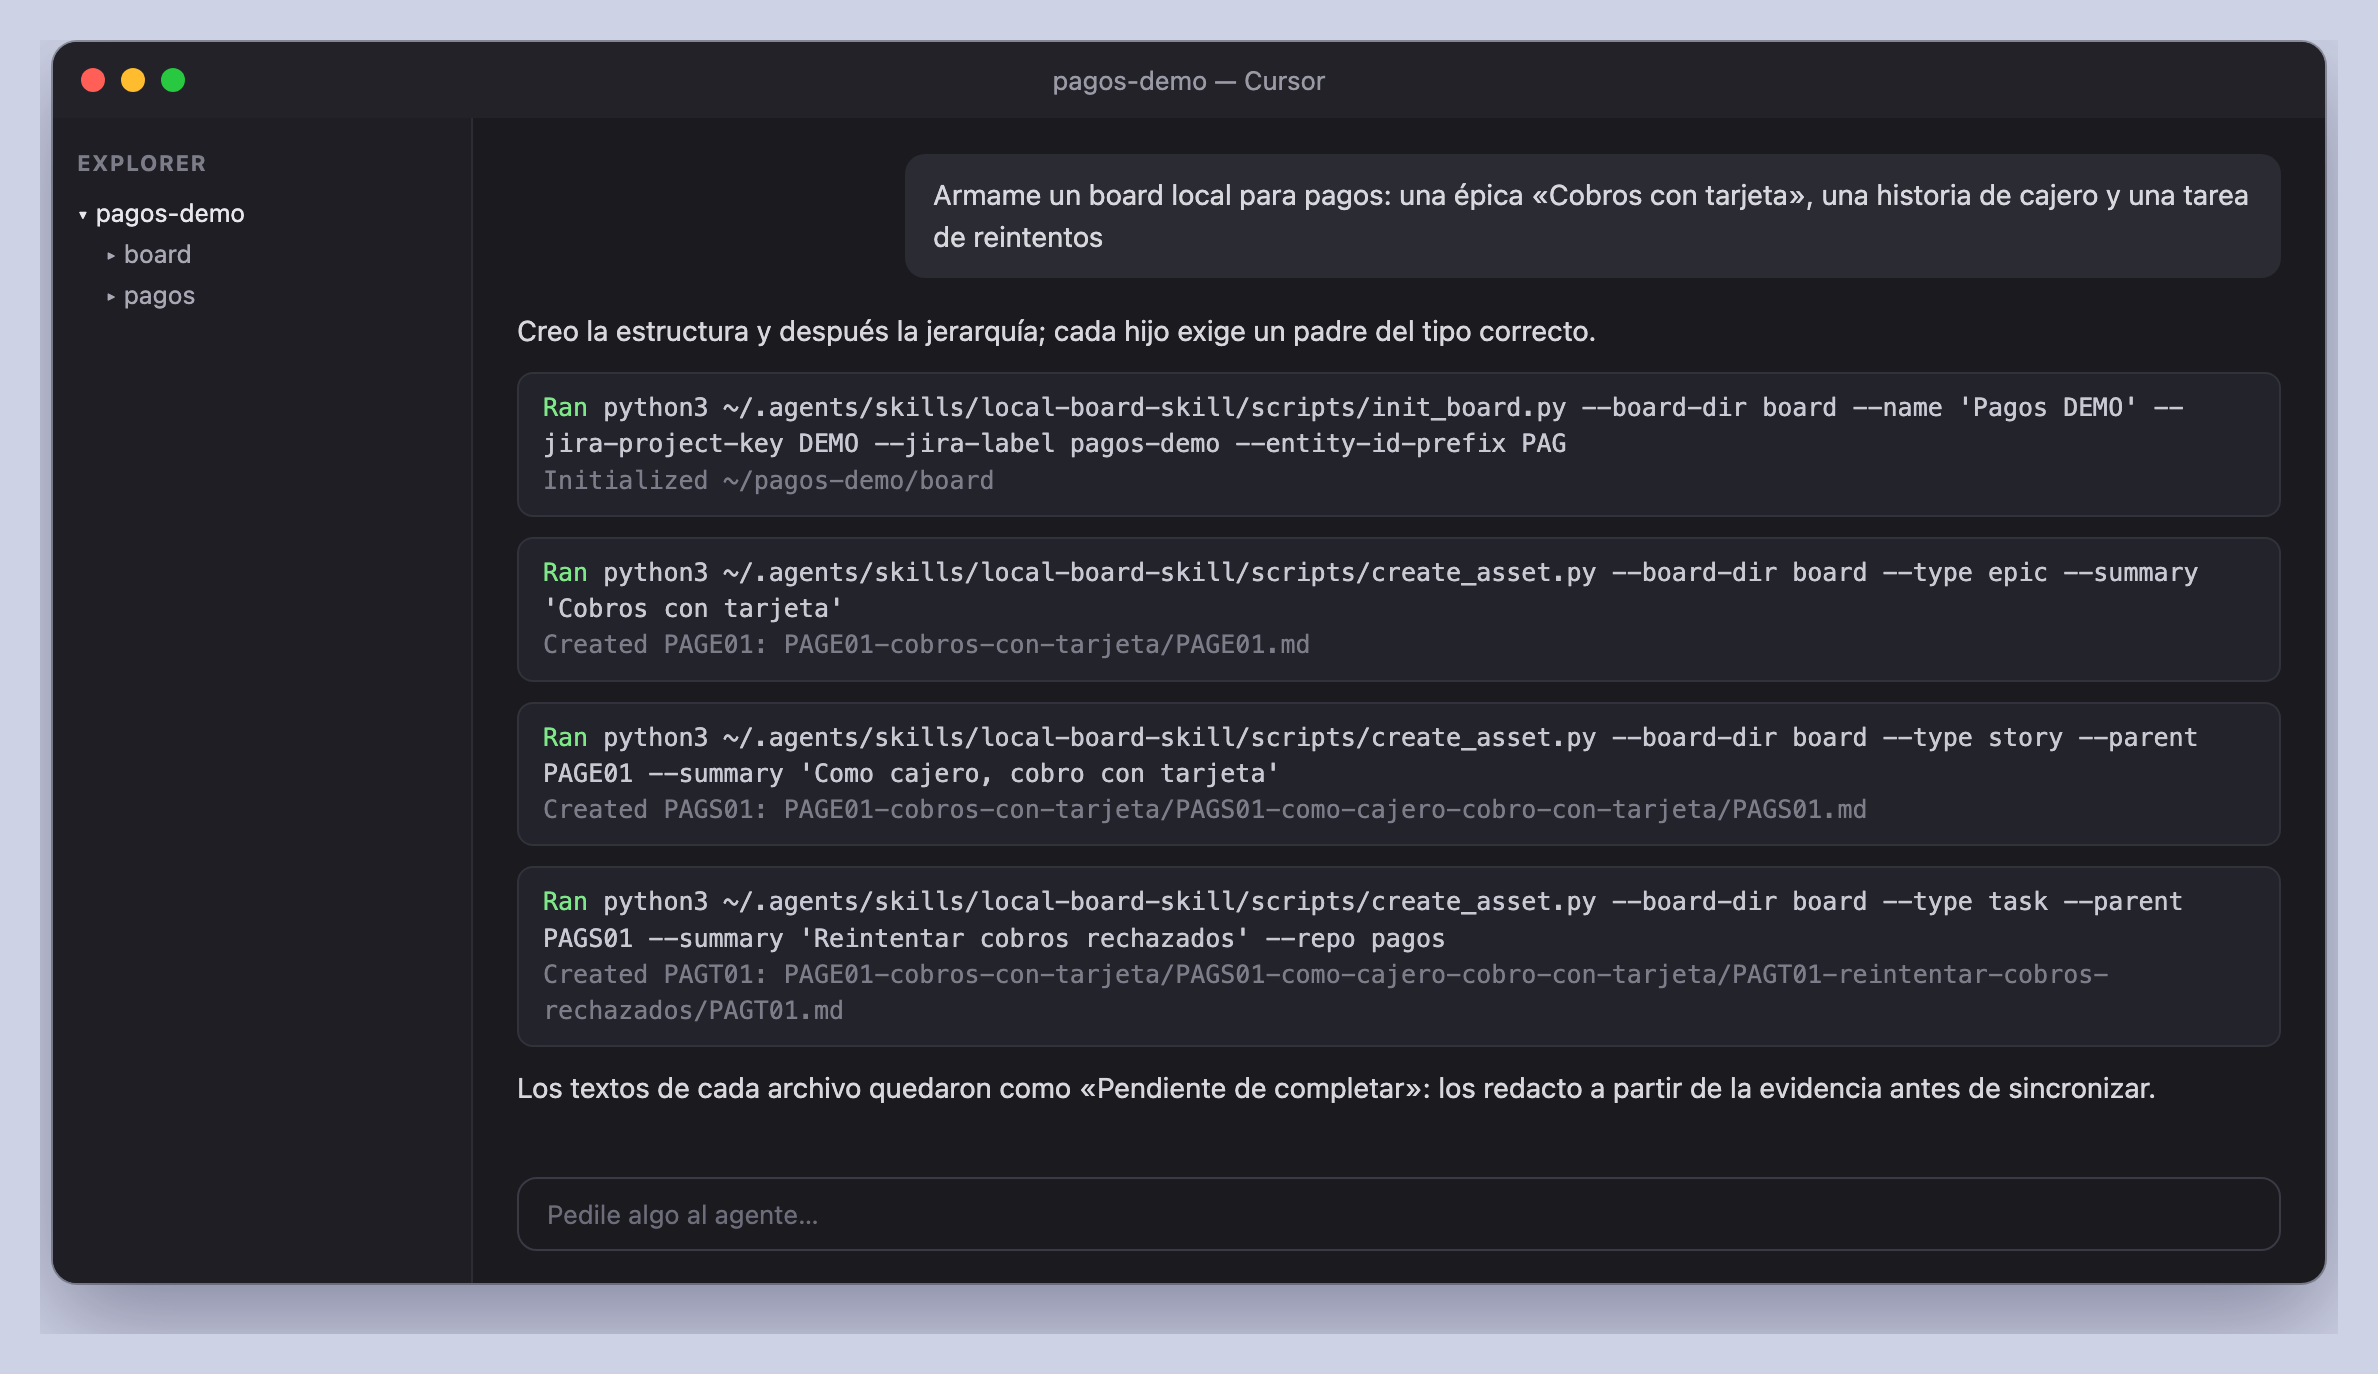 pagos-demo — Cursor
EXPLORER
pagos-demo
board
pagos
Armame un board local para pagos: una épica «Cobros con tarjeta», una historia de cajero y una tarea
de reintentos
Creo la estructura y después la jerarquía; cada hijo exige un padre del tipo correcto.
Ran python3 ~/.agents/skills/local-board-skill/scripts/init_board.py --board-dir board --name 'Pagos DEMO' --
jira-project-key DEMO --jira-label pagos-demo --entity-id-prefix PAG
Initialized ~/pagos-demo/board
Ran python3 ~/.agents/skills/local-board-skill/scripts/create_asset.py --board-dir board --type epic --summary
'Cobros con tarjeta'
Created PAGE01: PAGE01-cobros-con-tarjeta/PAGE01.md
Ran python3 ~/.agents/skills/local-board-skill/scripts/create_asset.py --board-dir board --type story --parent
PAGE01 --summary 'Como cajero, cobro con tarjeta'
Created PAGS01: PAGE01-cobros-con-tarjeta/PAGS01-como-cajero-cobro-con-tarjeta/PAGS01.md
Ran python3 ~/.agents/skills/local-board-skill/scripts/create_asset.py --board-dir board --type task --parent
PAGS01 --summary 'Reintentar cobros rechazados' --repo pagos
Created PAGT01: PAGE01-cobros-con-tarjeta/PAGS01-como-cajero-cobro-con-tarjeta/PAGT01-reintentar-cobros-
rechazados/PAGT01.md
Los textos de cada archivo quedaron como «Pendiente de completar»: los redacto a partir de la evidencia antes de sincronizar.
Pedile algo al agente...